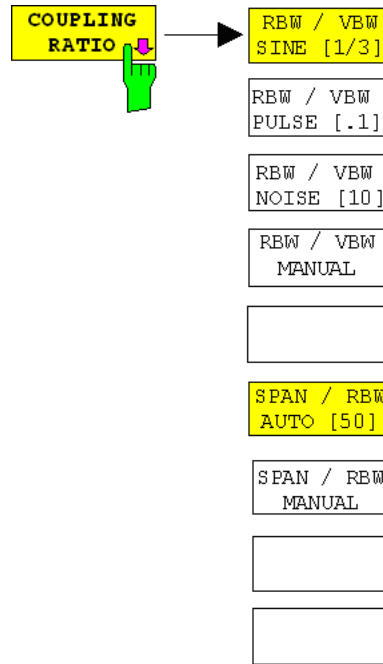 COUPLING
RATIO
RBW / VBW
SINE [1/3]
RBW / VBW
PULSE [.1]
RBW / VBW
NOISE [10]
RBW / VBW
MANUAL
SPAN / RBW
AUTO [50]
SPAN / RBW
MANUAL